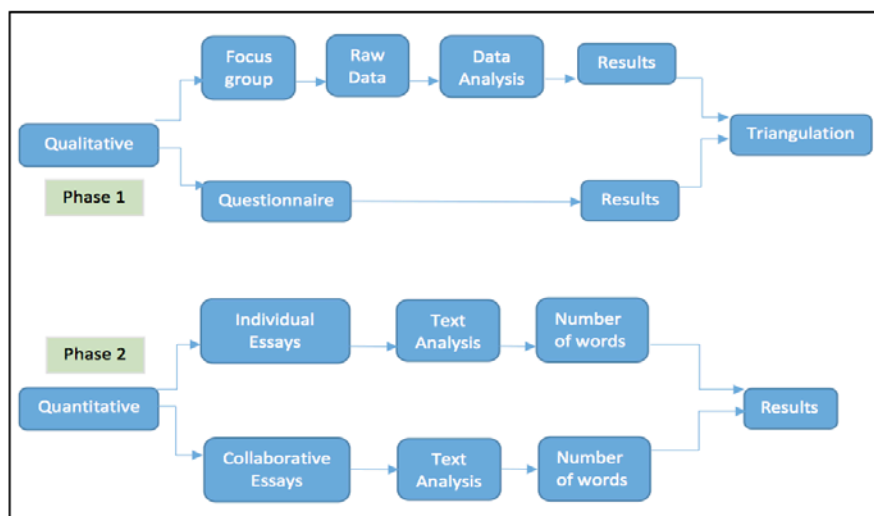 Focus
group
Raw
Data
Data
Analysis
Results
Qualitative
Triangulation
Phase 1
Questionnaire
Results
Individual
Essays
Text
Analysis
Number
of words
Phase 2
Quantitative
Results
Collaborative
Essays
Text
Analysis
Number
of words